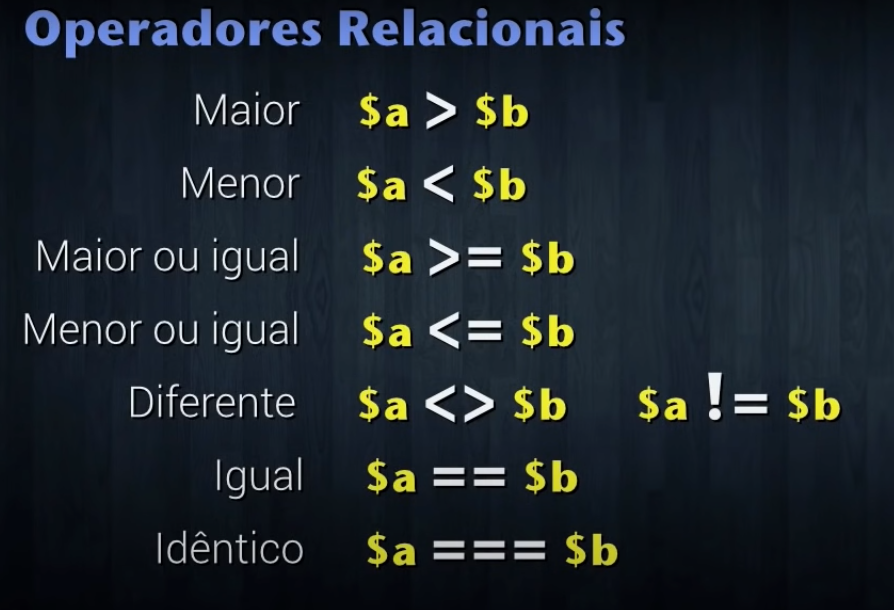 Operadores Relacionais
Maior $a > $b
Menor $a < $b
Maior ou igual $a >= $b
Menor ou igual $a <= $b
Diferente $a <> $b $a != $b
Igual $a == $b
Idêntico $a === $b